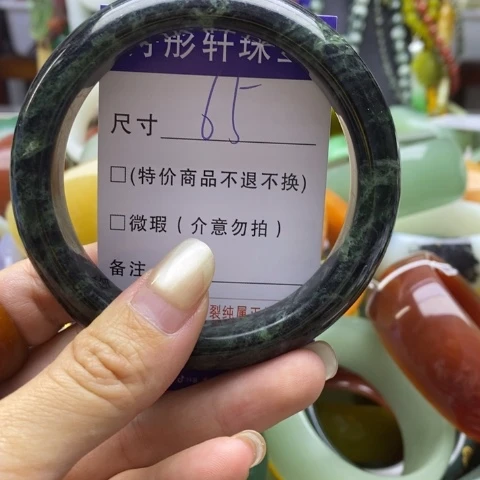 彤轩珠
尺寸 65
□(特价商品不退不换)
□微瑕(介意勿拍)
备注
裂纯属正